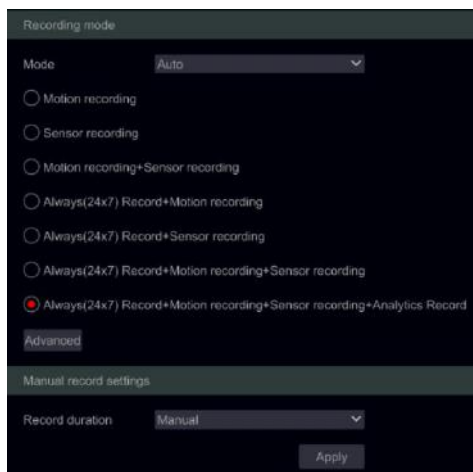 Recording mode
Mode Auto
Motion recording
Sensor recording
Motion recording+Sensor recording
Always(24x7) Record+Motion recording
Always(24x7) Record+Sensor recording
Always(24x7) Record+Motion recording+Sensor recording
Always(24x7) Record+Motion recording+Sensor recording+Analytics Record
Advanced
Manual record settings
Record duration Manual
Apply